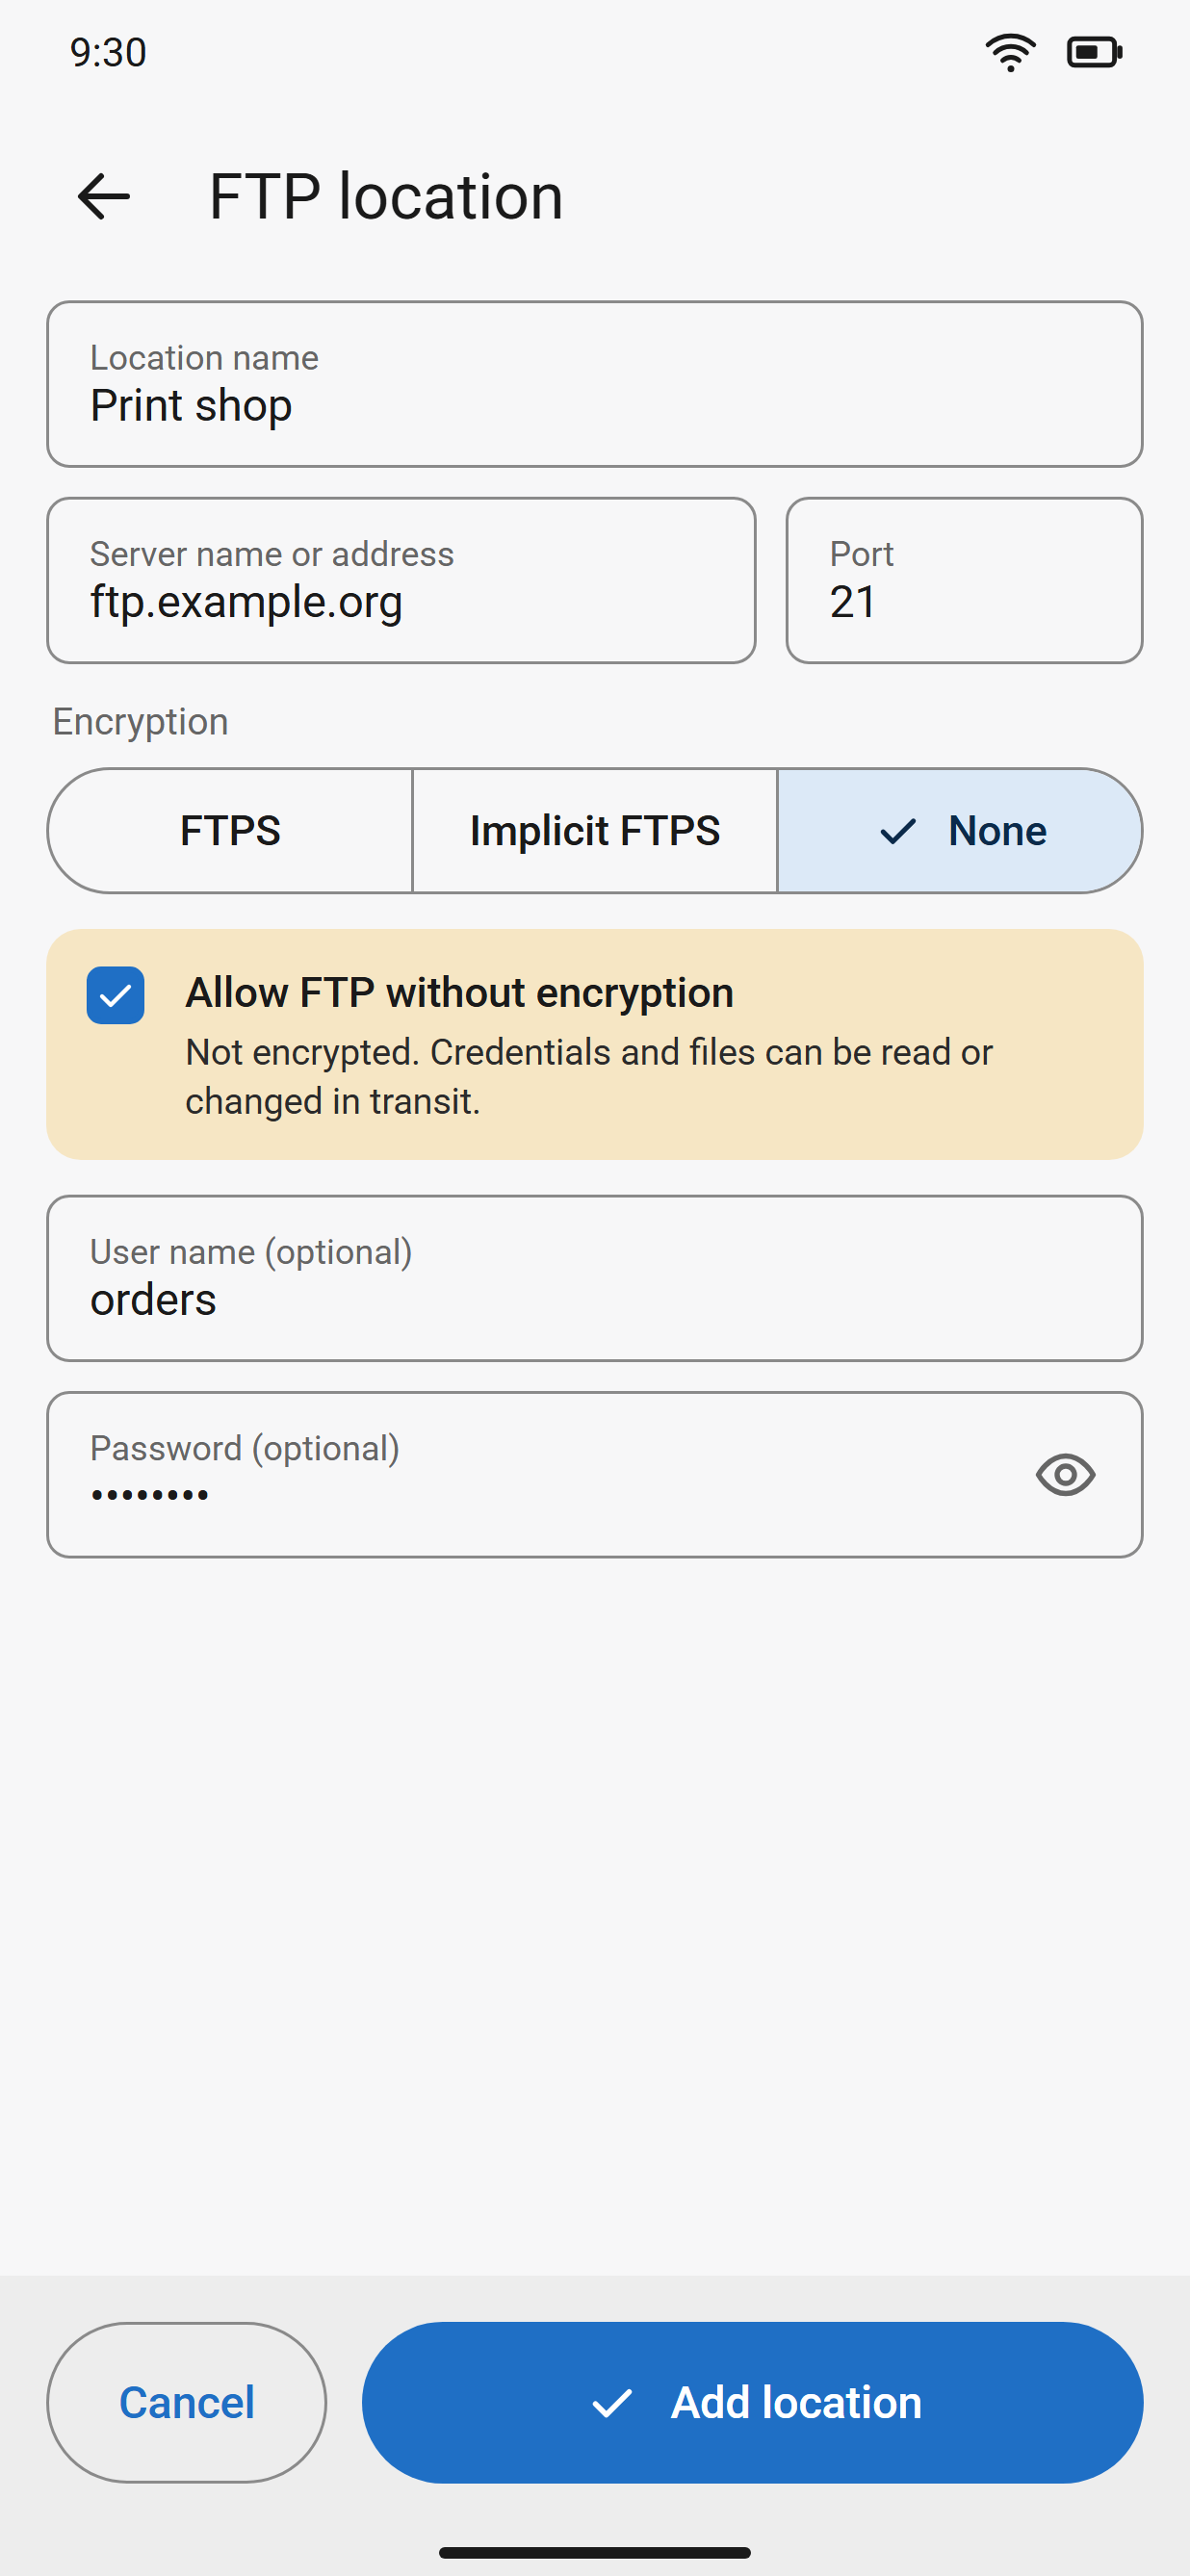 9:30
FTP location
Location name
Print shop
Server name or address
ftp.example.org
Port
21
Encryption
FTPS
Implicit FTPS
None
Allow FTP without encryption
Not encrypted. Credentials and files can be read or
changed in transit.
User name (optional)
orders
Password (optional)
••••••••
Cancel
Add location